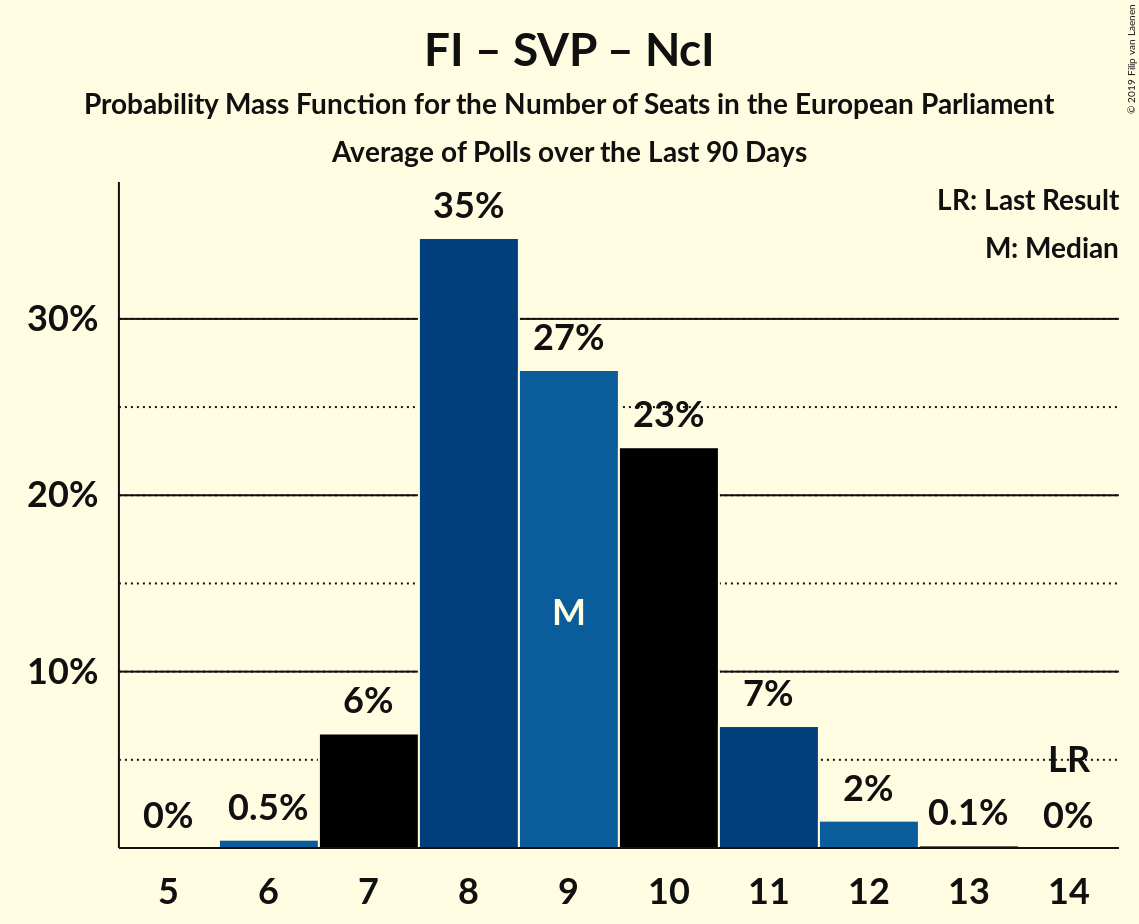 FI – SVP – NcI
Probability Mass Function for the Number of Seats in the European Parliament
Average of Polls over the Last 90 Days
© 2019 Filip van Laenen
LR: Last Result
M: Median
35%
30%
27%
23%
20%
M
10%
7%
6%
LR
2%
0.5%
0.1%
0%
0%
5 6 7 8 9 10 11 12 13 14